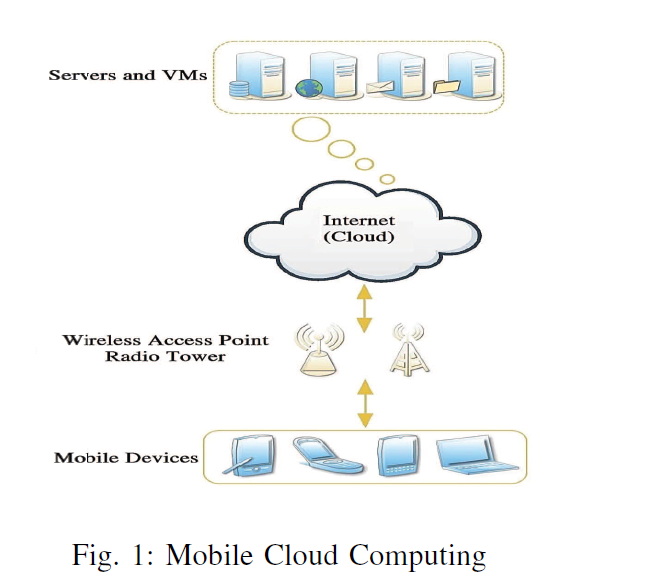 Servers and VMs
Internet
(Cloud)
Wireless Access Point
Radio Tower
Mobile Devices
Fig. 1: Mobile Cloud Computing